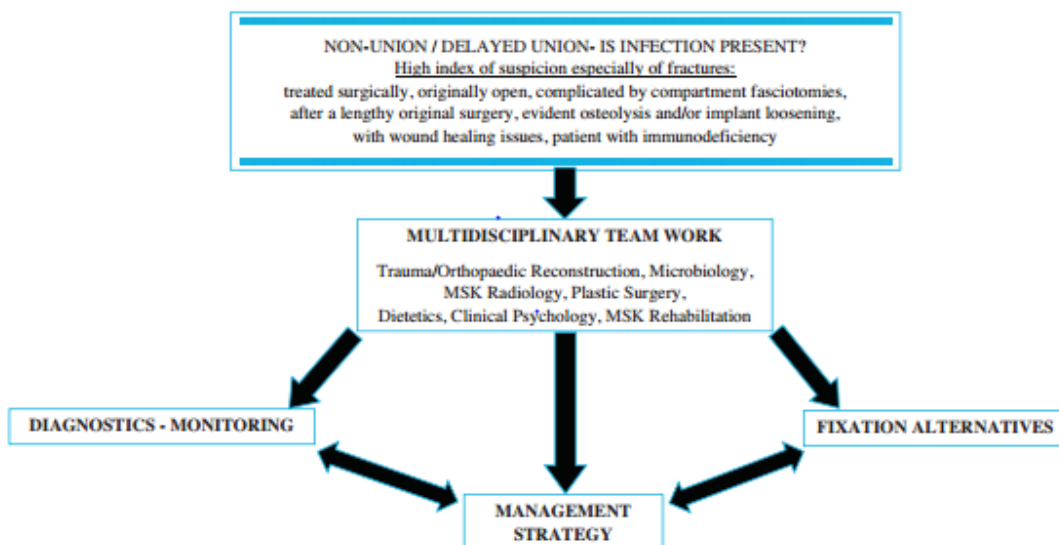 NON-UNION / DELAYED UNION- IS INFECTION PRESENT?
High index of suspicion especially of fractures:
treated surgically, originally open, complicated by compartment fasciotomies,
after a lengthy original surgery, evident osteolysis and/or implant loosening,
with wound healing issues, patient with immunodeficiency
MULTIDISCIPLINARY TEAM WORK
Trauma/Orthopaedic Reconstruction, Microbiology,
MSK Radiology, Plastic Surgery,
Dietetics, Clinical Psychology, MSK Rehabilitation
DIAGNOSTICS - MONITORING
FIXATION ALTERNATIVES
MANAGEMENT
STRATEGY